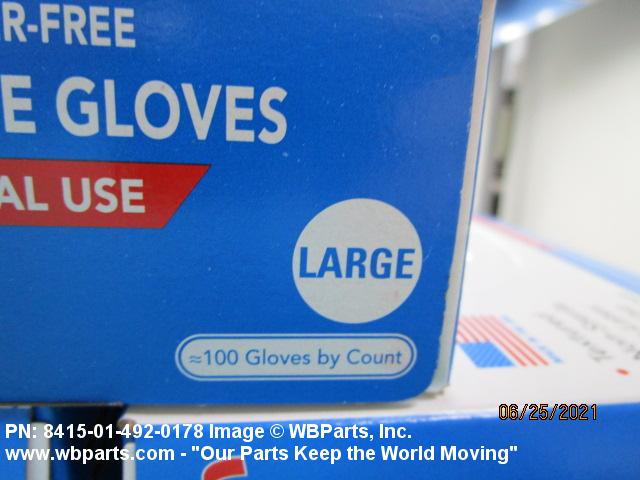 R-FREE
E GLOVES
AL USE
LARGE
≈100 Gloves by Count
06/25/2021
PN: 8415-01-492-0178 Image © WBParts, Inc.
www.wbparts.com - "Our Parts Keep the World Moving"